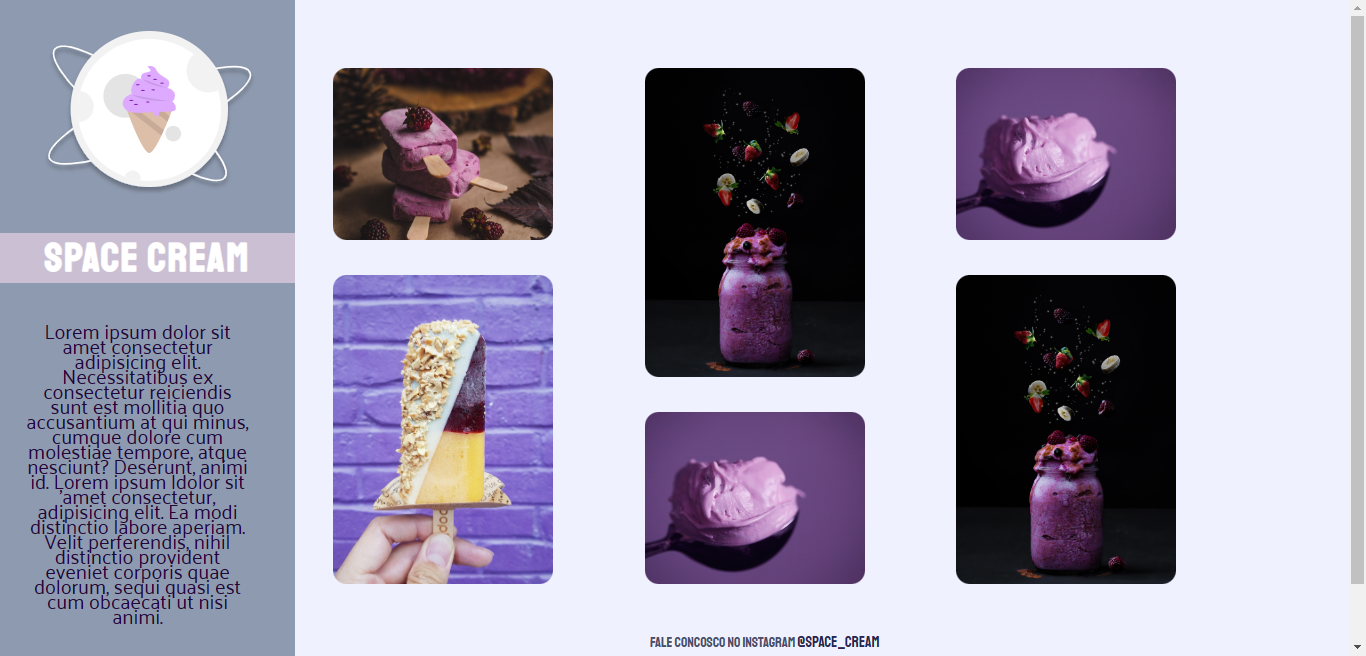 SPACE CREAM
Lorem ipsum dolor sit
amet consectetur
adipisicing elit.
Necessitatibus ex
consectetur reiciendis
sunt est mollitia quo
accusantium at qui minus,
cumque dolore cum
molestiae tempore, atque
nesciunt? Deserunt, animi
id. Lorem ipsum ldolor sit
amet consectetur,
adipisicing elit. Ea modi
distinctio labore aperiam.
Velit perferendis, nihil
distinctio provident
eveniet corporis quae
dolorum, sequi quasi est
cum obcaecati ut nisi
animi.
FALE CONCOSCO NO INSTAGRAM @SPACE_CREAM